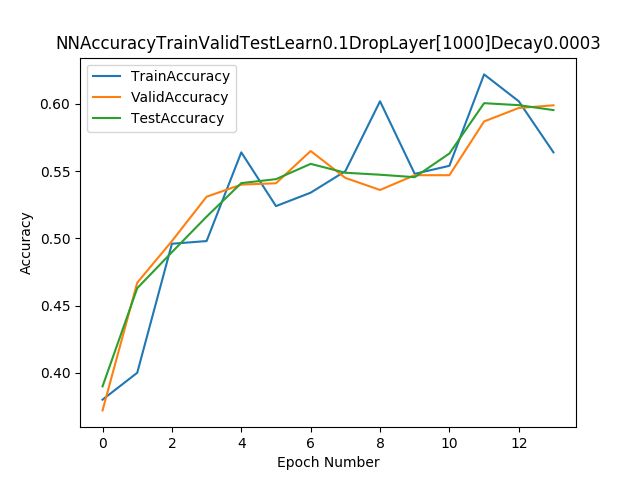 NNAccuracyTrainValidTestLearn0.1DropLayer[1000]Decay0.0003
TrainAccuracy
ValidAccuracy
TestAccuracy
0.60
0.55
0.50
0.45
0.40
Accuracy
0 2 4 6 8 10 12
Epoch Number